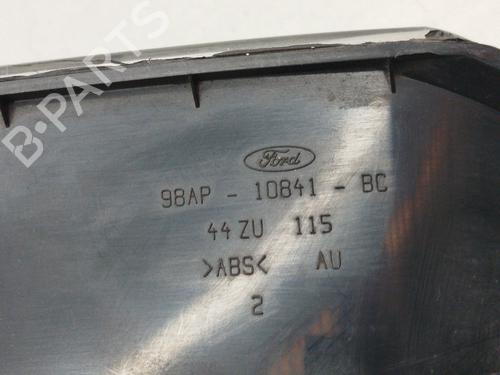 B-PARTS
Ford
98AP - 10841 - BC
44 ZU 115
>ABS< AU
2